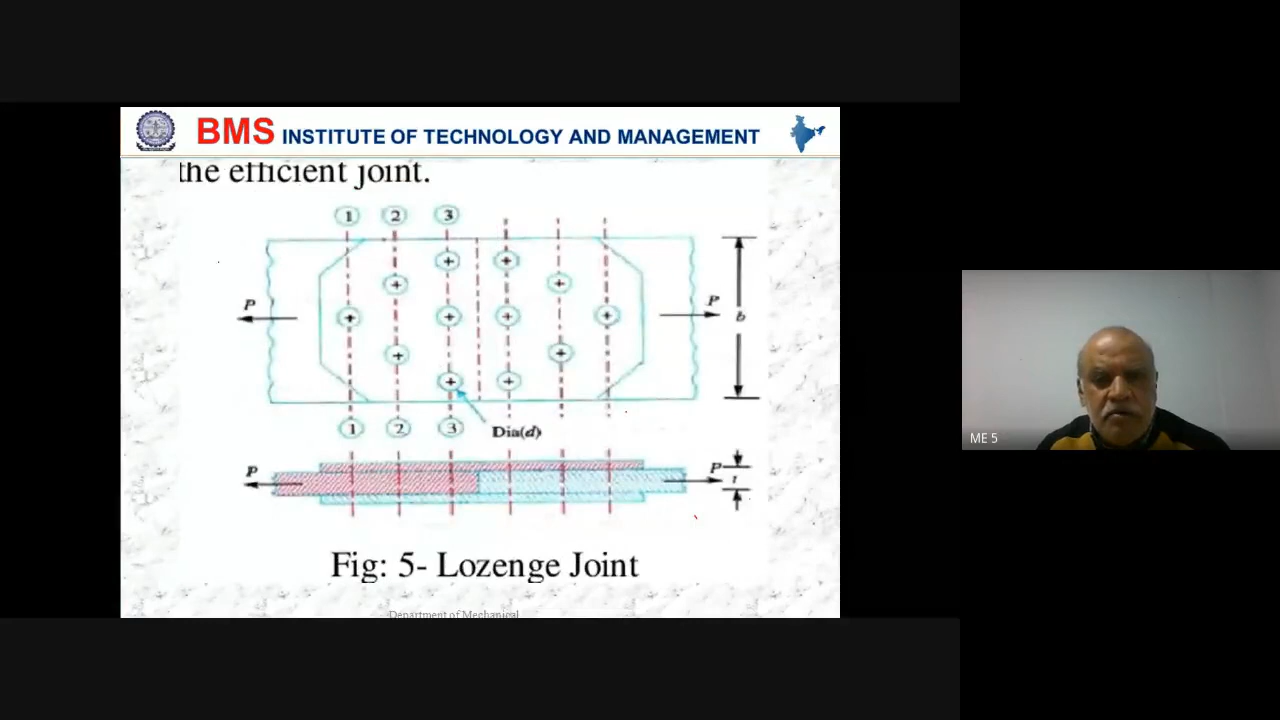 BMS INSTITUTE OF TECHNOLOGY AND MANAGEMENT
the efficient joint.
1 2 3
P P b
1 2 3
Dia(d)
P P t
Fig: 5- Lozenge Joint
Department of Mechanical
ME 5